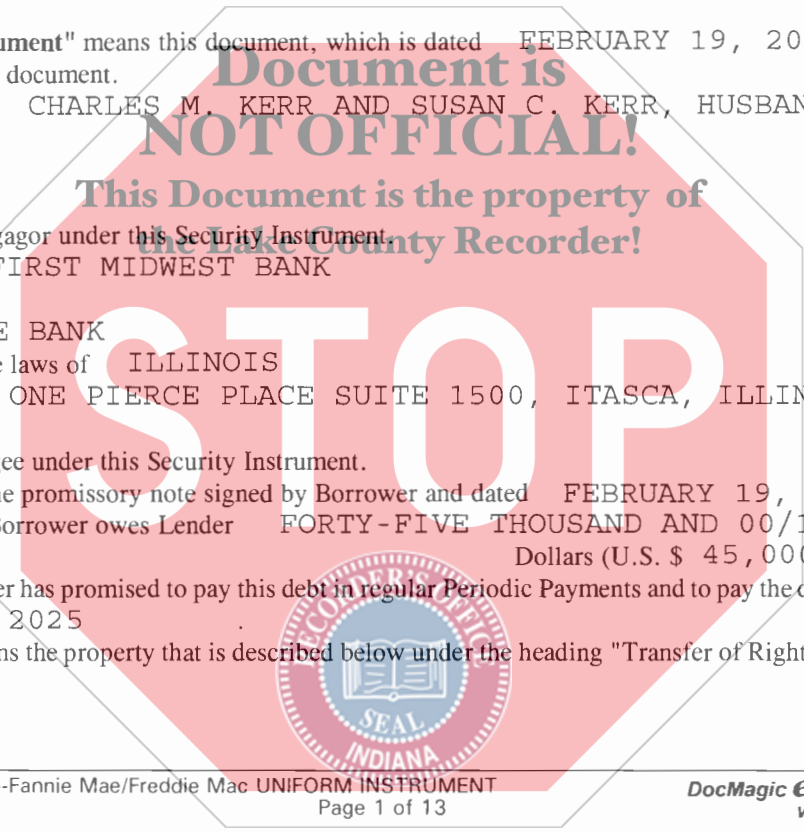 ument" means this document, which is dated FEBRUARY 19, 20
document.
Document is
CHARLES M. KERR AND SUSAN C. KERR, HUSBAN
NOT OFFICIAL!
This Document is the property of
gagor under this Security Instrument.
the Lake County Recorder!
FIRST MIDWEST BANK
E BANK
e laws of ILLINOIS
ONE PIERCE PLACE SUITE 1500, ITASCA, ILLIN
STOP
gee under this Security Instrument.
he promissory note signed by Borrower and dated FEBRUARY 19,
Borrower owes Lender FORTY-FIVE THOUSAND AND 00/1
Dollars (U.S. $ 45,000
er has promised to pay this debt in regular Periodic Payments and to pay the d
2025 .
ns the property that is described below under the heading "Transfer of Right
RECORDER'S OFFICE
SEAL
INDIANA
-Fannie Mae/Freddie Mac UNIFORM INSTRUMENT
Page 1 of 13
DocMagic e
w